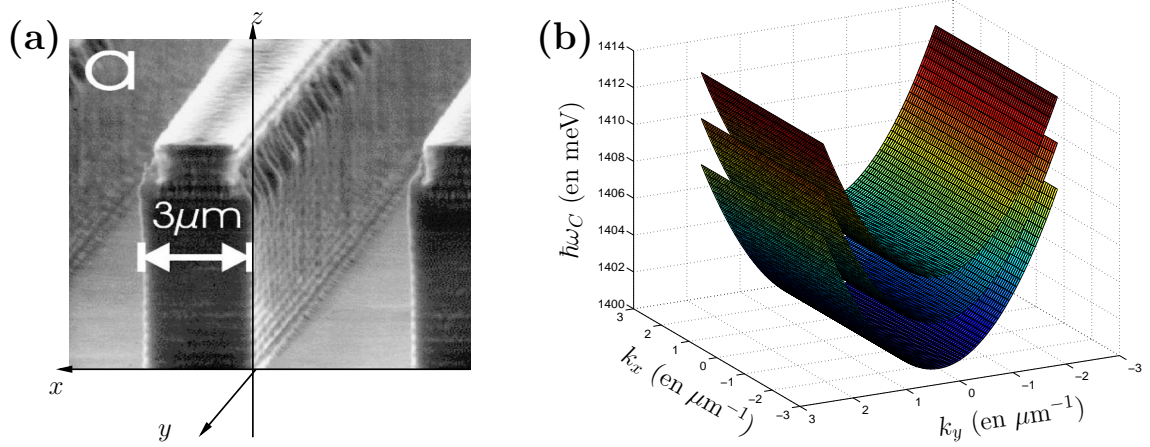 (a)
a
3μm
z
x
y
(b)
ħω_C (en meV)
1414
1412
1410
1408
1406
1404
1402
1400
3
2
1
0
−1
−2
−3
k_x (en μm⁻¹)
3
2
1
0
−1
−2
−3
k_y (en μm⁻¹)